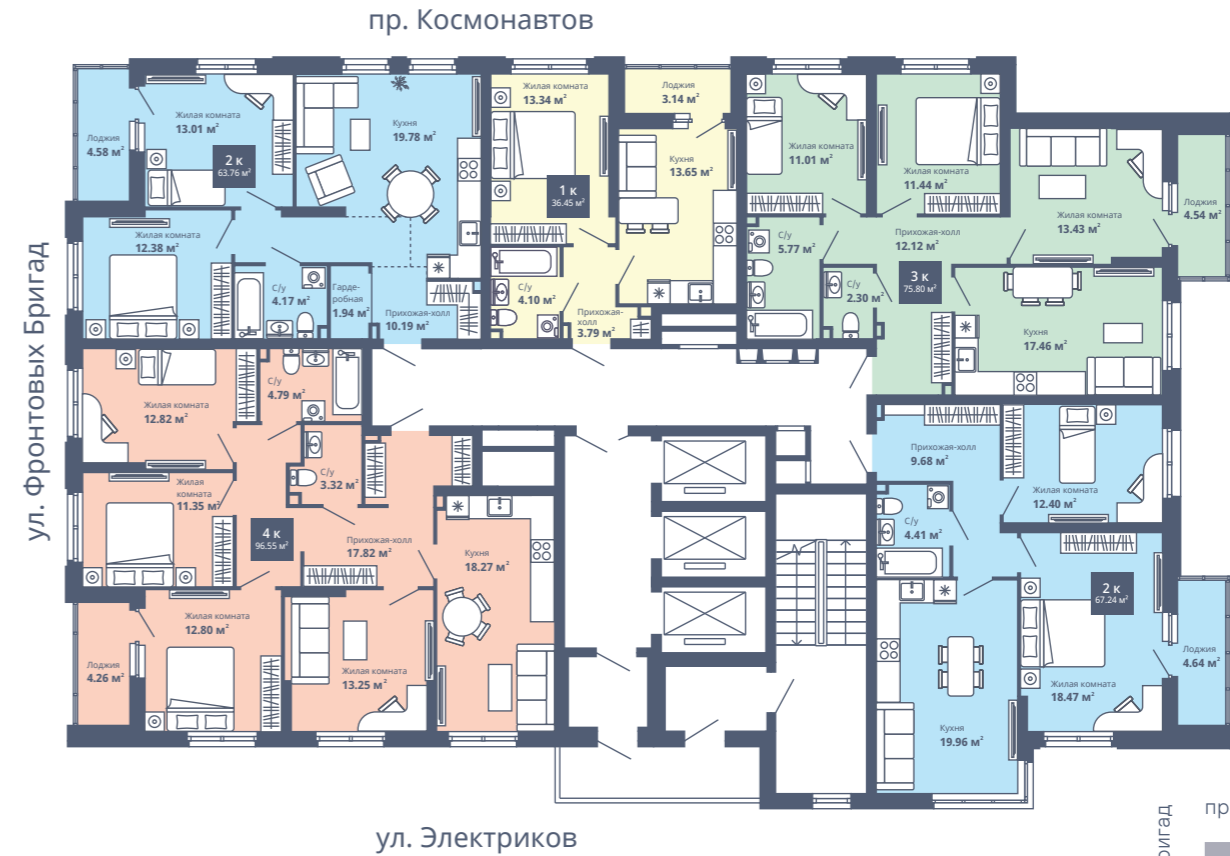 пр. Космонавтов
ул. Фронтовых Бригад
Лоджия
4.58 м²
Жилая комната
13.01 м²
2 к
63.76 м²
Кухня
19.78 м²
Жилая комната
12.38 м²
С/у
4.17 м²
Гарде-
робная
1.94 м²
Прихожая-холл
10.19 м²
Жилая комната
13.34 м²
Лоджия
3.14 м²
Кухня
13.65 м²
1 к
36.45 м²
С/у
4.10 м²
Прихожая-
холл
3.79 м²
Жилая комната
11.01 м²
Жилая комната
11.44 м²
Жилая комната
13.43 м²
Лоджия
4.54 м²
С/у
5.77 м²
Прихожая-холл
12.12 м²
3 к
75.80 м²
С/у
2.30 м²
Кухня
17.46 м²
Жилая комната
12.82 м²
С/у
4.79 м²
Жилая
комната
11.35 м²
С/у
3.32 м²
4 к
96.55 м²
Прихожая-холл
17.82 м²
Кухня
18.27 м²
Жилая комната
12.80 м²
Лоджия
4.26 м²
Жилая комната
13.25 м²
Прихожая-холл
9.68 м²
Жилая комната
12.40 м²
С/у
4.41 м²
2 к
67.24 м²
Лоджия
4.64 м²
Жилая комната
18.47 м²
Кухня
19.96 м²
ул. Электриков
ригад
пр